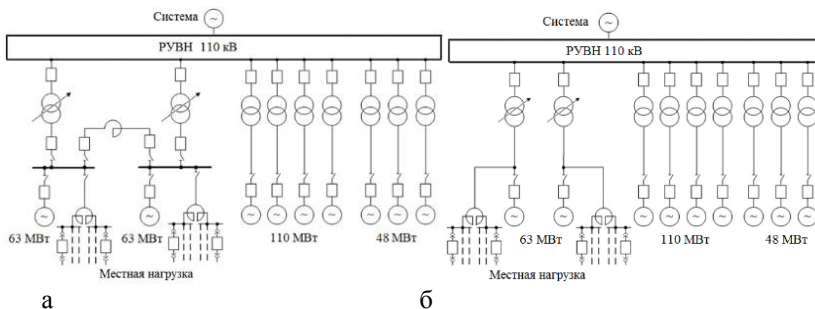 Система
РУВН 110 кВ
63 МВт
63 МВт
110 МВт
48 МВт
Местная нагрузка
а
Система
РУВН 110 кВ
63 МВт
110 МВт
48 МВт
Местная нагрузка
б